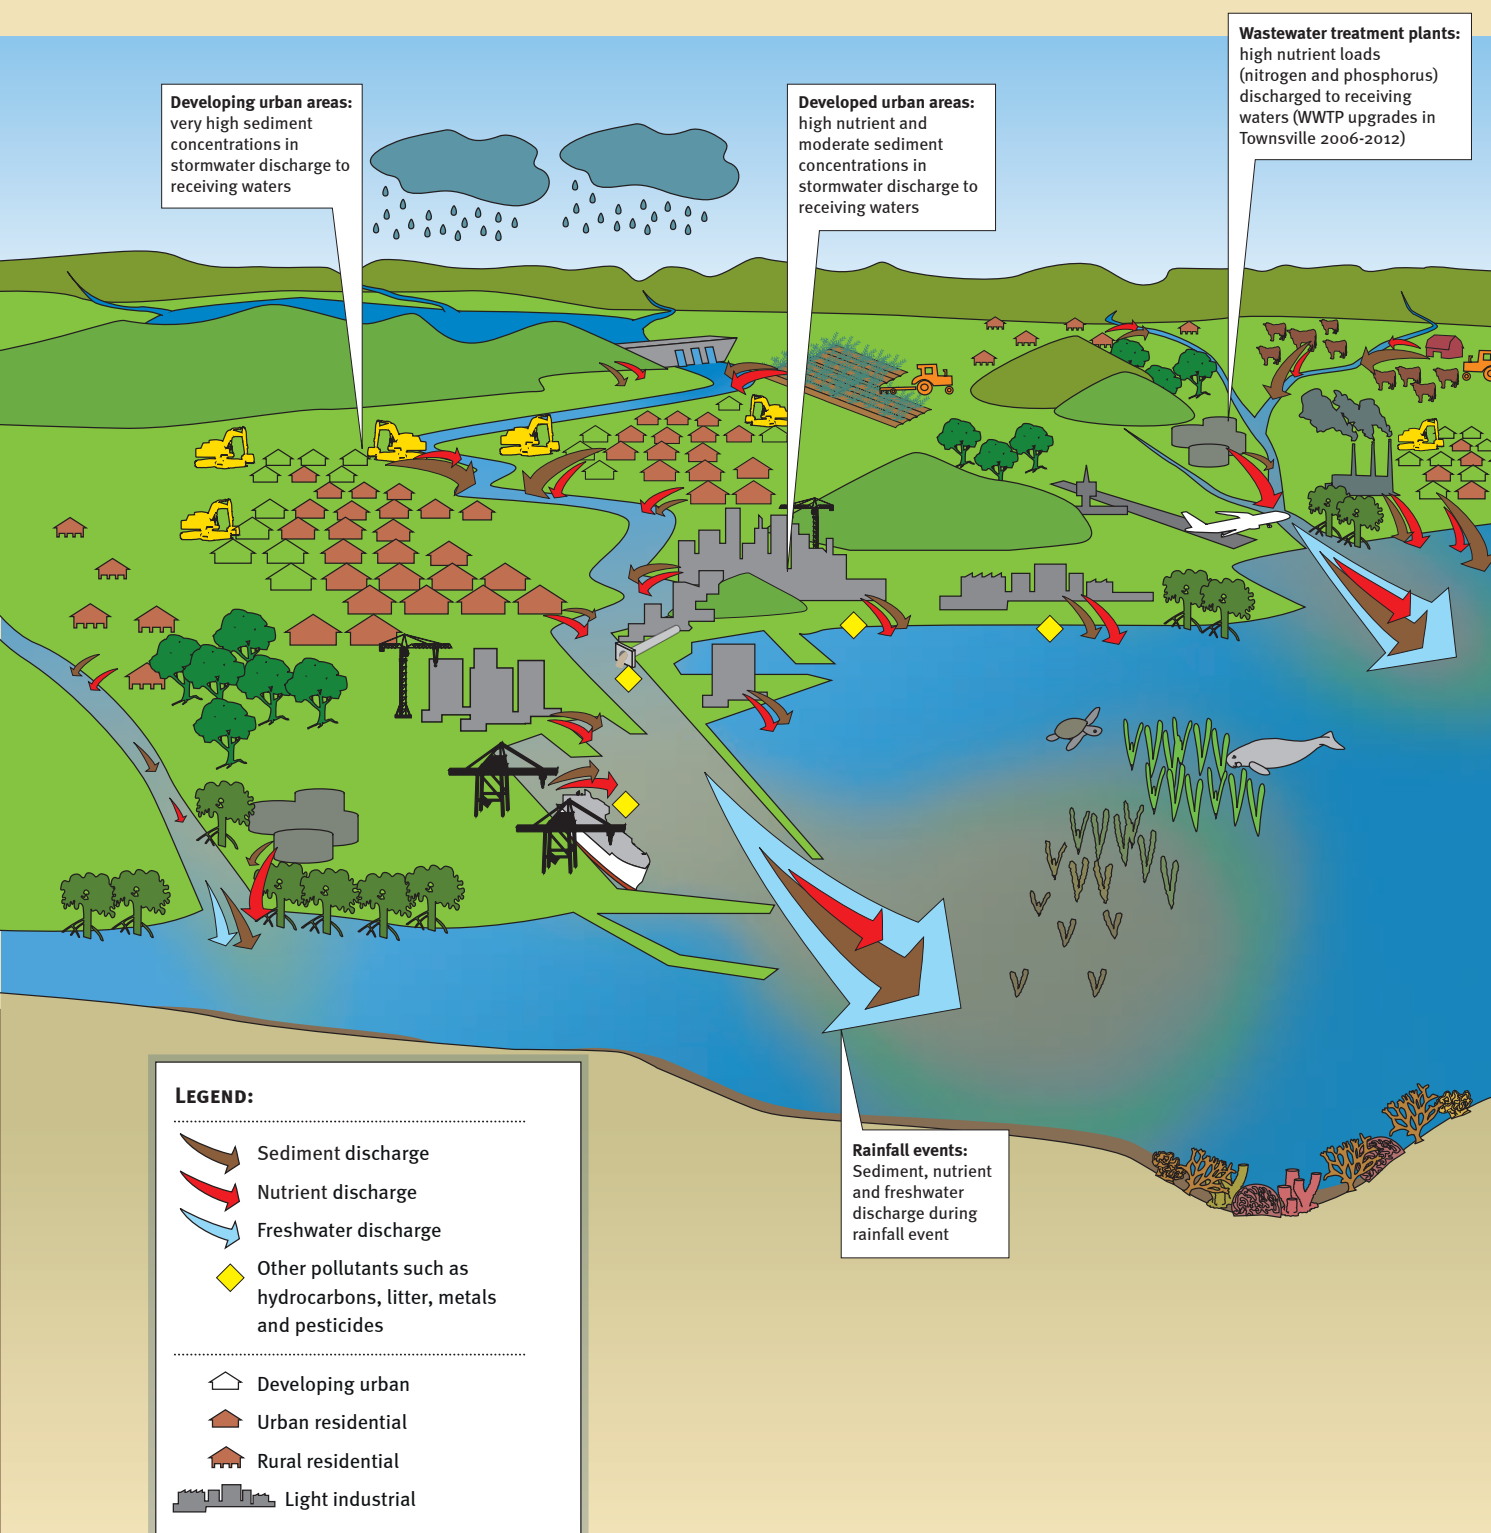 Wastewater treatment plants:
high nutrient loads
(nitrogen and phosphorus)
discharged to receiving
waters (WWTP upgrades in
Townsville 2006-2012)
Developing urban areas:
very high sediment
concentrations in
stormwater discharge to
receiving waters
Developed urban areas:
high nutrient and
moderate sediment
concentrations in
stormwater discharge to
receiving waters
Rainfall events:
Sediment, nutrient
and freshwater
discharge during
rainfall event
LEGEND:
Sediment discharge
Nutrient discharge
Freshwater discharge
Other pollutants such as
hydrocarbons, litter, metals
and pesticides
Developing urban
Urban residential
Rural residential
Light industrial